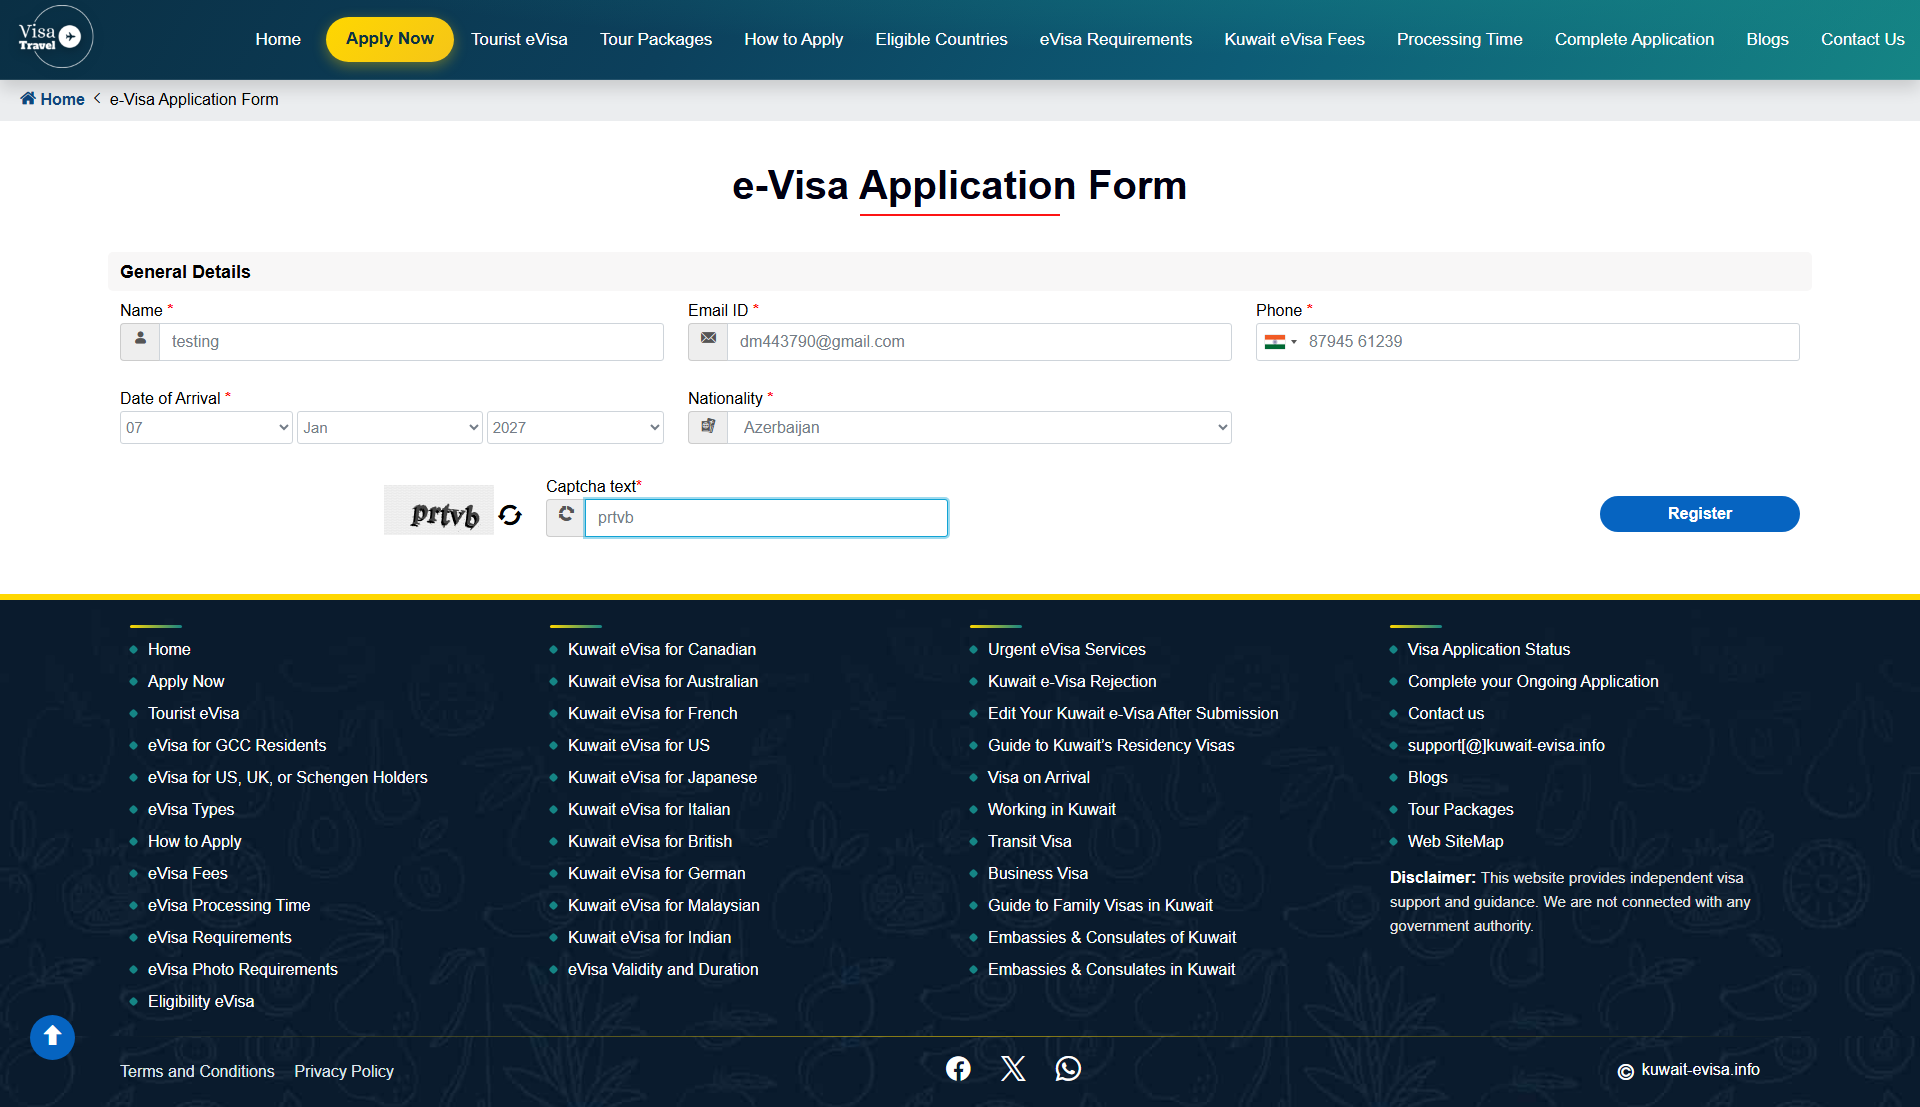 Visa
Travel
Home
Apply Now
Tourist eVisa
Tour Packages
How to Apply
Eligible Countries
eVisa Requirements
Kuwait eVisa Fees
Processing Time
Complete Application
Blogs
Contact Us
Home < e-Visa Application Form
e-Visa Application Form
General Details
Name *
testing
Email ID *
dm443790@gmail.com
Phone *
87945 61239
Date of Arrival *
07
Jan
2027
Nationality *
Azerbaijan
prtvb
Captcha text*
prtvb
Register
Home
Apply Now
Tourist eVisa
eVisa for GCC Residents
eVisa for US, UK, or Schengen Holders
eVisa Types
How to Apply
eVisa Fees
eVisa Processing Time
eVisa Requirements
eVisa Photo Requirements
Eligibility eVisa
Kuwait eVisa for Canadian
Kuwait eVisa for Australian
Kuwait eVisa for French
Kuwait eVisa for US
Kuwait eVisa for Japanese
Kuwait eVisa for Italian
Kuwait eVisa for British
Kuwait eVisa for German
Kuwait eVisa for Malaysian
Kuwait eVisa for Indian
eVisa Validity and Duration
Urgent eVisa Services
Kuwait e-Visa Rejection
Edit Your Kuwait e-Visa After Submission
Guide to Kuwait’s Residency Visas
Visa on Arrival
Working in Kuwait
Transit Visa
Business Visa
Guide to Family Visas in Kuwait
Embassies & Consulates of Kuwait
Embassies & Consulates in Kuwait
Visa Application Status
Complete your Ongoing Application
Contact us
support[@]kuwait-evisa.info
Blogs
Tour Packages
Web SiteMap
Disclaimer: This website provides independent visa
support and guidance. We are not connected with any
government authority.
Terms and Conditions
Privacy Policy
© kuwait-evisa.info